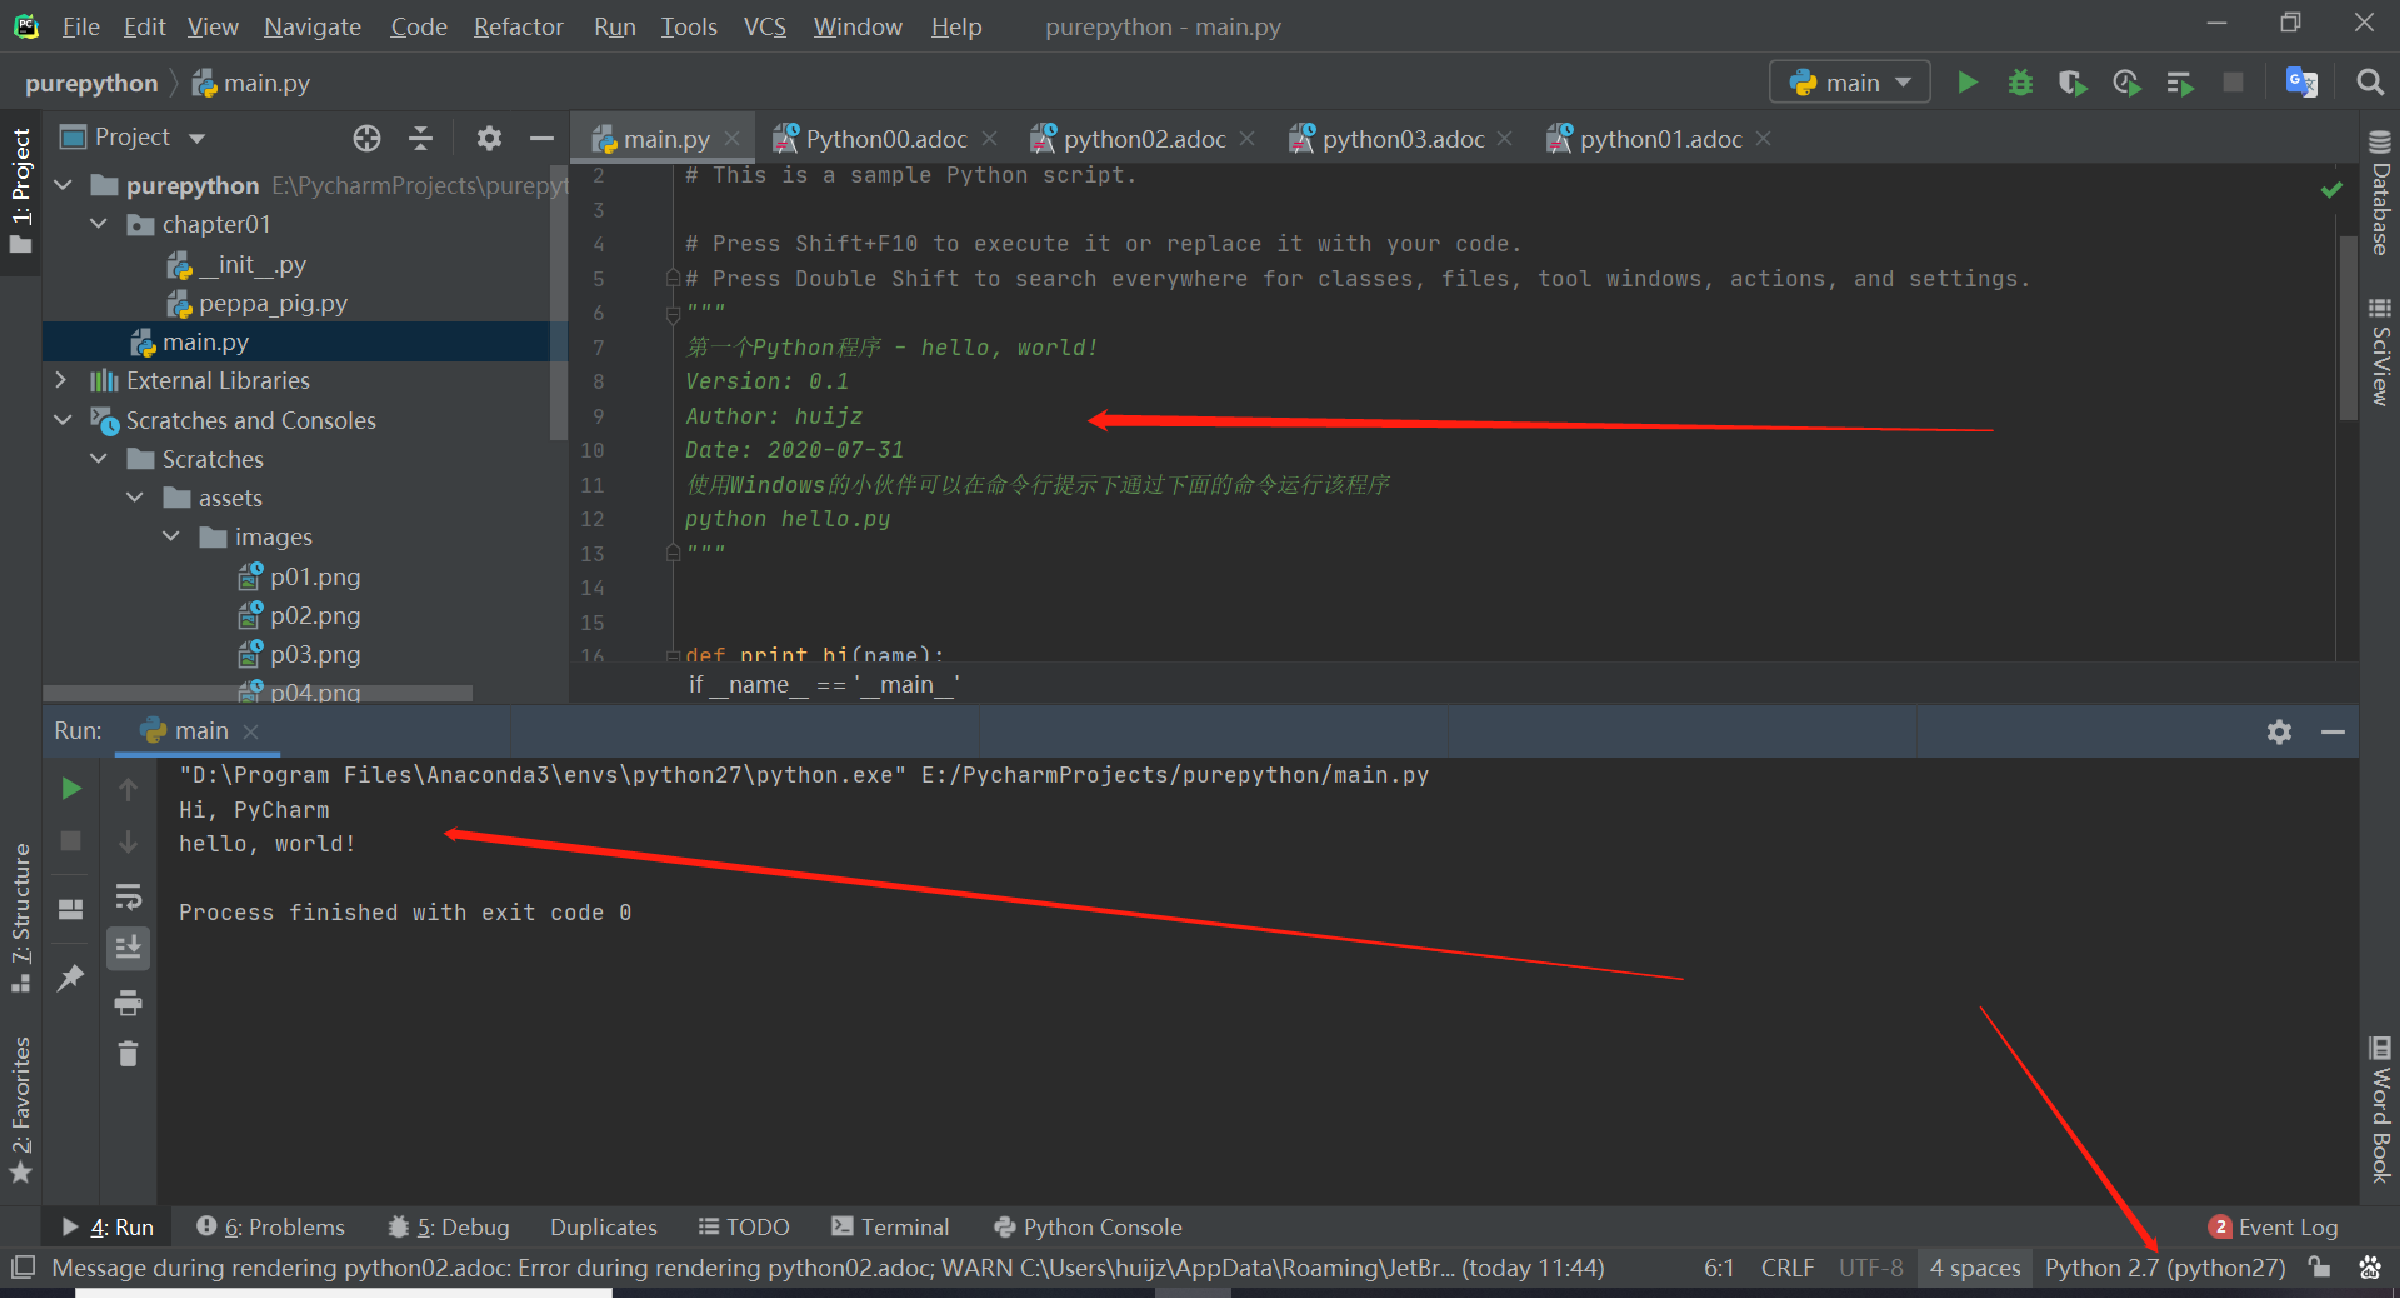 File Edit View Navigate Code Refactor Run Tools VCS Window Help purepython - main.py
purepython main.py main
1: Project
Project
main.py Python00.adoc python02.adoc python03.adoc python01.adoc
purepython E:\PycharmProjects\purepyt
chapter01
__init__.py
peppa_pig.py
main.py
External Libraries
Scratches and Consoles
Scratches
assets
images
p01.png
p02.png
p03.png
p04.png
2 # This is a sample Python script.
3
4 # Press Shift+F10 to execute it or replace it with your code.
5 # Press Double Shift to search everywhere for classes, files, tool windows, actions, and settings.
6 """
7 第一个Python程序 - hello, world!
8 Version: 0.1
9 Author: huijz
10 Date: 2020-07-31
11 使用Windows的小伙伴可以在命令行提示下通过下面的命令运行该程序
12 python hello.py
13 """
14
15
16 def print_hi(name):
if __name__ == '__main__'
Database
SciView
Word Book
Run: main
"D:\Program Files\Anaconda3\envs\python27\python.exe" E:/PycharmProjects/purepython/main.py
Hi, PyCharm
hello, world!
Process finished with exit code 0
7: Structure
2: Favorites
4: Run 6: Problems 5: Debug Duplicates TODO Terminal Python Console 2 Event Log
Message during rendering python02.adoc: Error during rendering python02.adoc; WARN C:\Users\huijz\AppData\Roaming\JetBr... (today 11:44) 6:1 CRLF UTF-8 4 spaces Python 2.7 (python27)